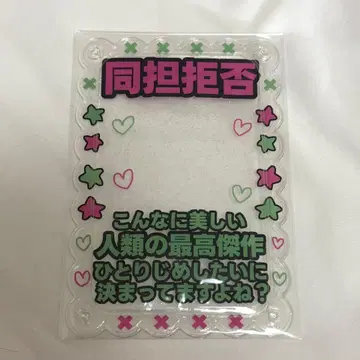 同担拒否
こんなに美しい
人類の最高傑作
ひとりじめしたいに
決まってますよね?